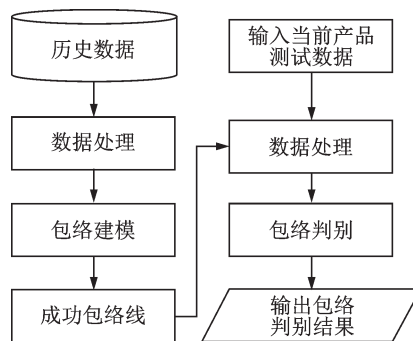 历史数据
数据处理
包络建模
成功包络线
输入当前产品
测试数据
数据处理
包络判别
输出包络
判别结果